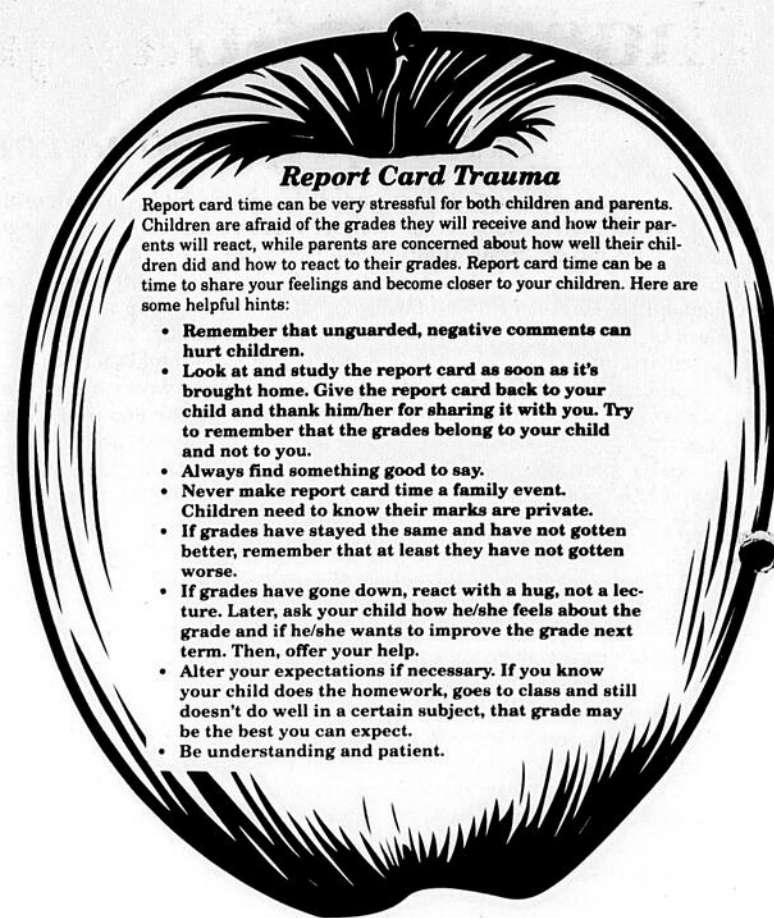 Report Card Trauma
Report card time can be very stressful for both children and parents.
Children are afraid of the grades they will receive and how their par-
ents will react, while parents are concerned about how well their chil-
dren did and how to react to their grades. Report card time can be a
time to share your feelings and become closer to your children. Here are
some helpful hints:
• Remember that unguarded, negative comments can
hurt children.
• Look at and study the report card as soon as it's
brought home. Give the report card back to your
child and thank him/her for sharing it with you. Try
to remember that the grades belong to your child
and not to you.
• Always find something good to say.
• Never make report card time a family event.
Children need to know their marks are private.
• If grades have stayed the same and have not gotten
better, remember that at least they have not gotten
worse.
• If grades have gone down, react with a hug, not a lec-
ture. Later, ask your child how he/she feels about the
grade and if he/she wants to improve the grade next
term. Then, offer your help.
• Alter your expectations if necessary. If you know
your child does the homework, goes to class and still
doesn't do well in a certain subject, that grade may
be the best you can expect.
• Be understanding and patient.